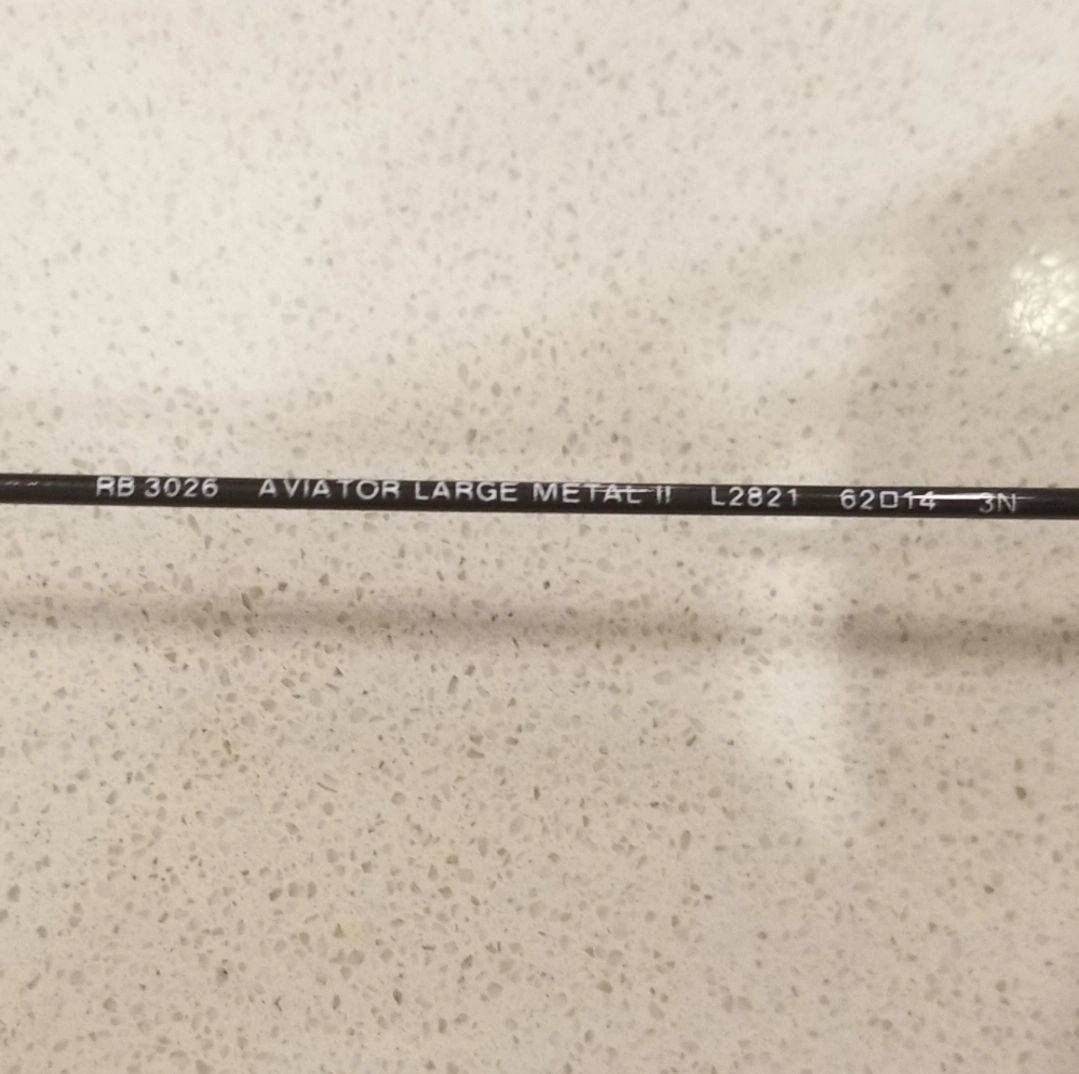 RB 3026 AVIATOR LARGE METAL II L2821 62□14 3N